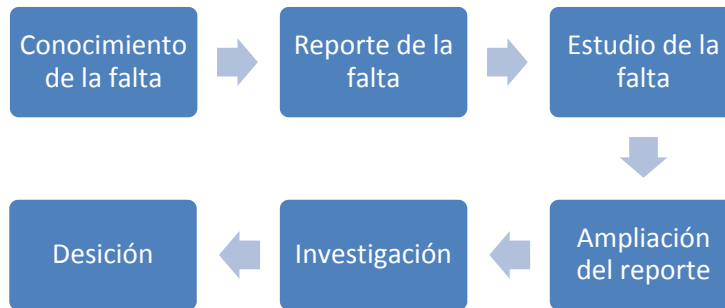 Conocimiento
de la falta
Reporte de la
falta
Estudio de la
falta
Ampliación
del reporte
Investigación
Desición